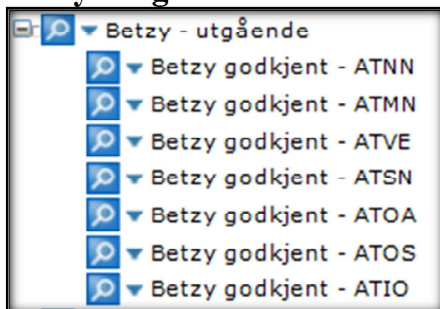 Betzy - utgående
Betzy godkjent - ATNN
Betzy godkjent - ATMN
Betzy godkjent - ATVE
Betzy godkjent - ATSN
Betzy godkjent - ATOA
Betzy godkjent - ATOS
Betzy godkjent - ATIO